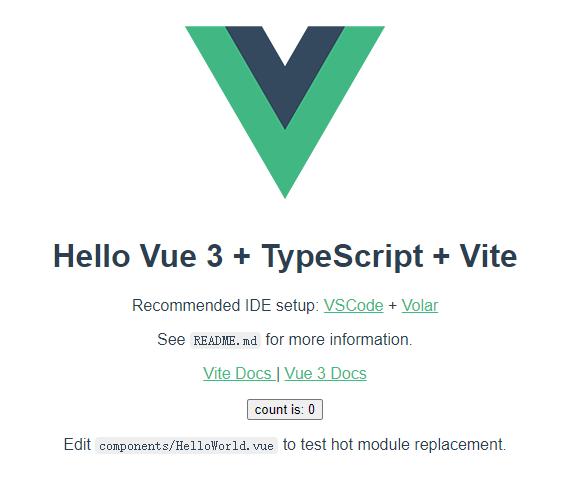 Hello Vue 3 + TypeScript + Vite
Recommended IDE setup: VSCode + Volar
See README.md for more information.
Vite Docs | Vue 3 Docs
count is: 0
Edit components/HelloWorld.vue to test hot module replacement.